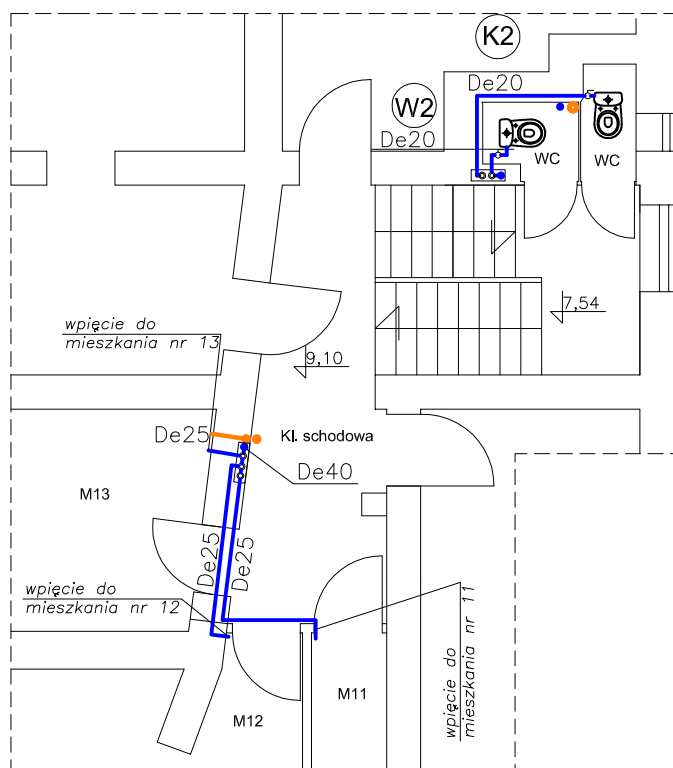 K2
De20
W2
De20
WC
WC
7,54
wpięcie do
mieszkania nr 13
9,10
De25
Kl. schodowa
De40
M13
De25
De25
wpięcie do
mieszkania nr 12
wpięcie do
mieszkania nr 11
M11
M12